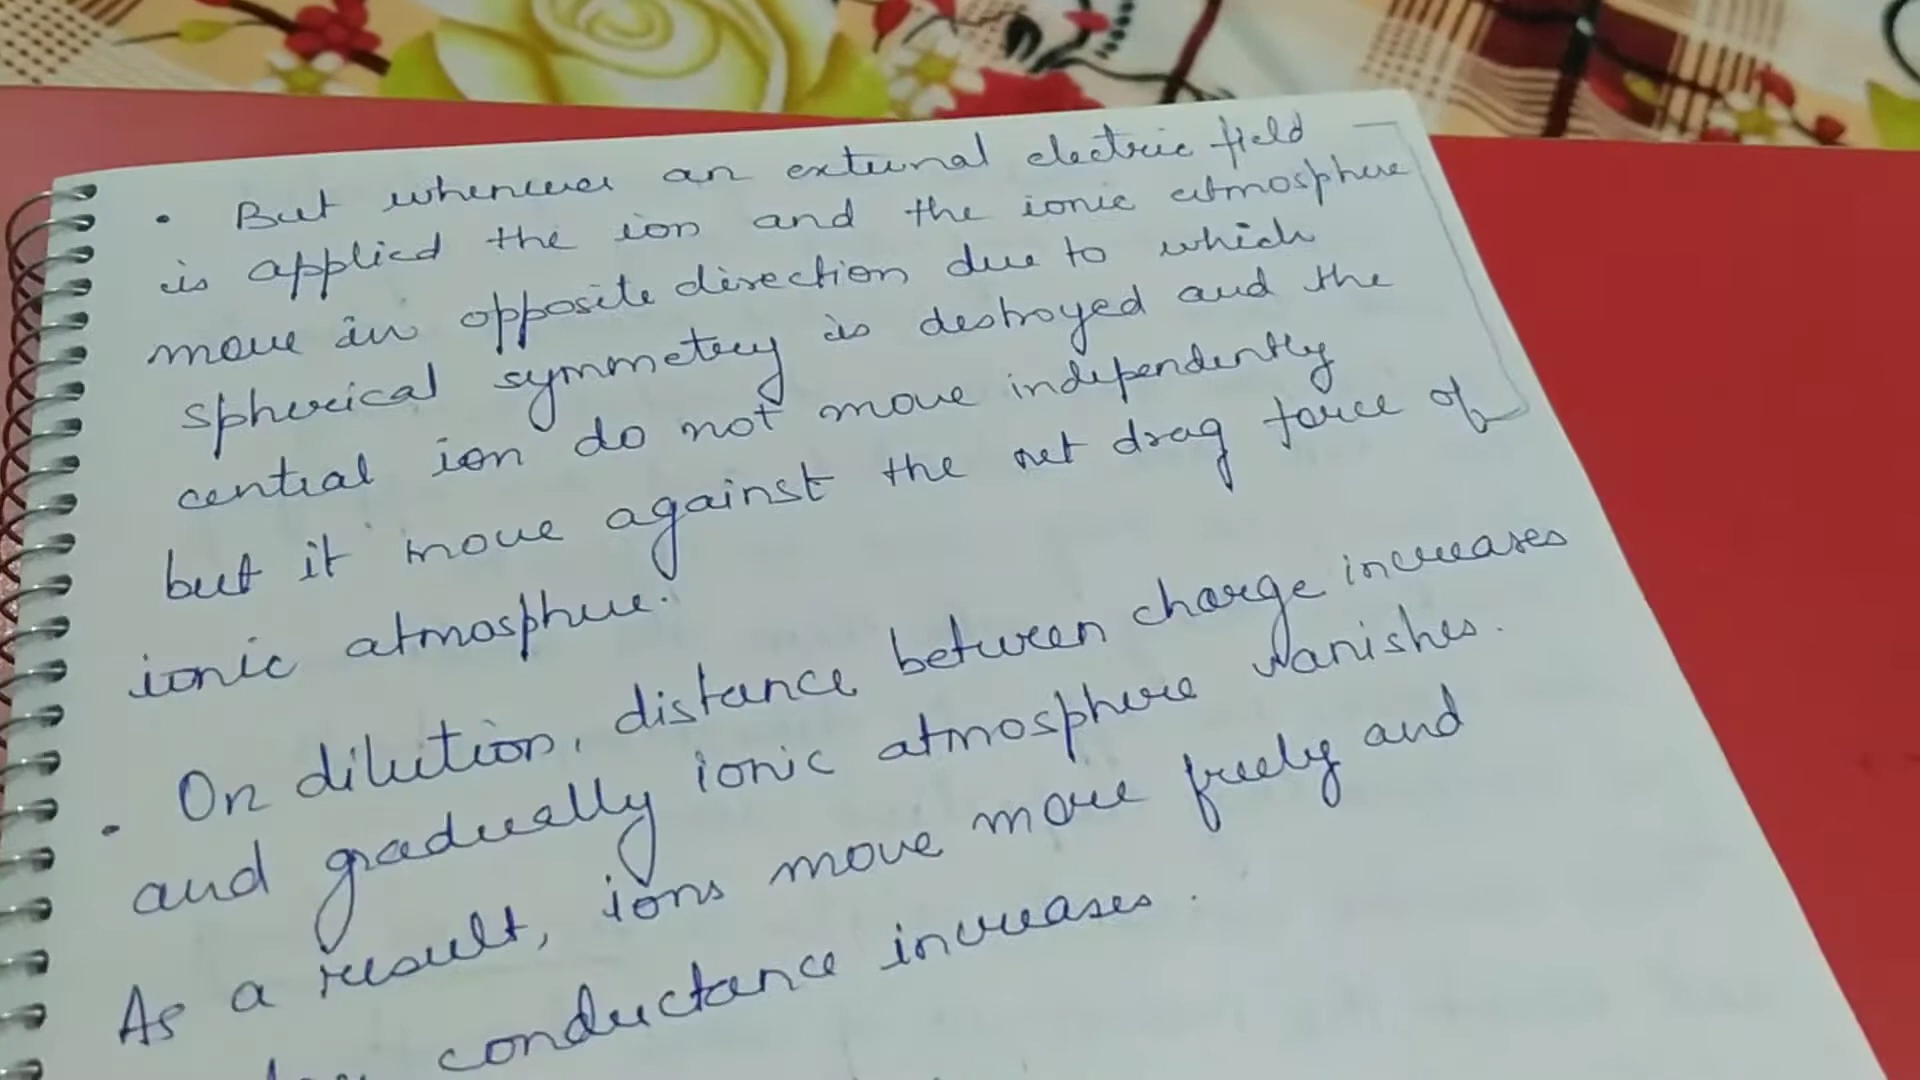 • But whenever an external electric field
is applied the ion and the ionic atmosphere
move in opposite direction due to which
spherical symmetry is destroyed and the
central ion do not move independently
but it move against the net drag force of
ionic atmosphere.
• On dilution, distance between charge increases
and gradually ionic atmosphere vanishes.
As a result, ions move more freely and
conductance increases.